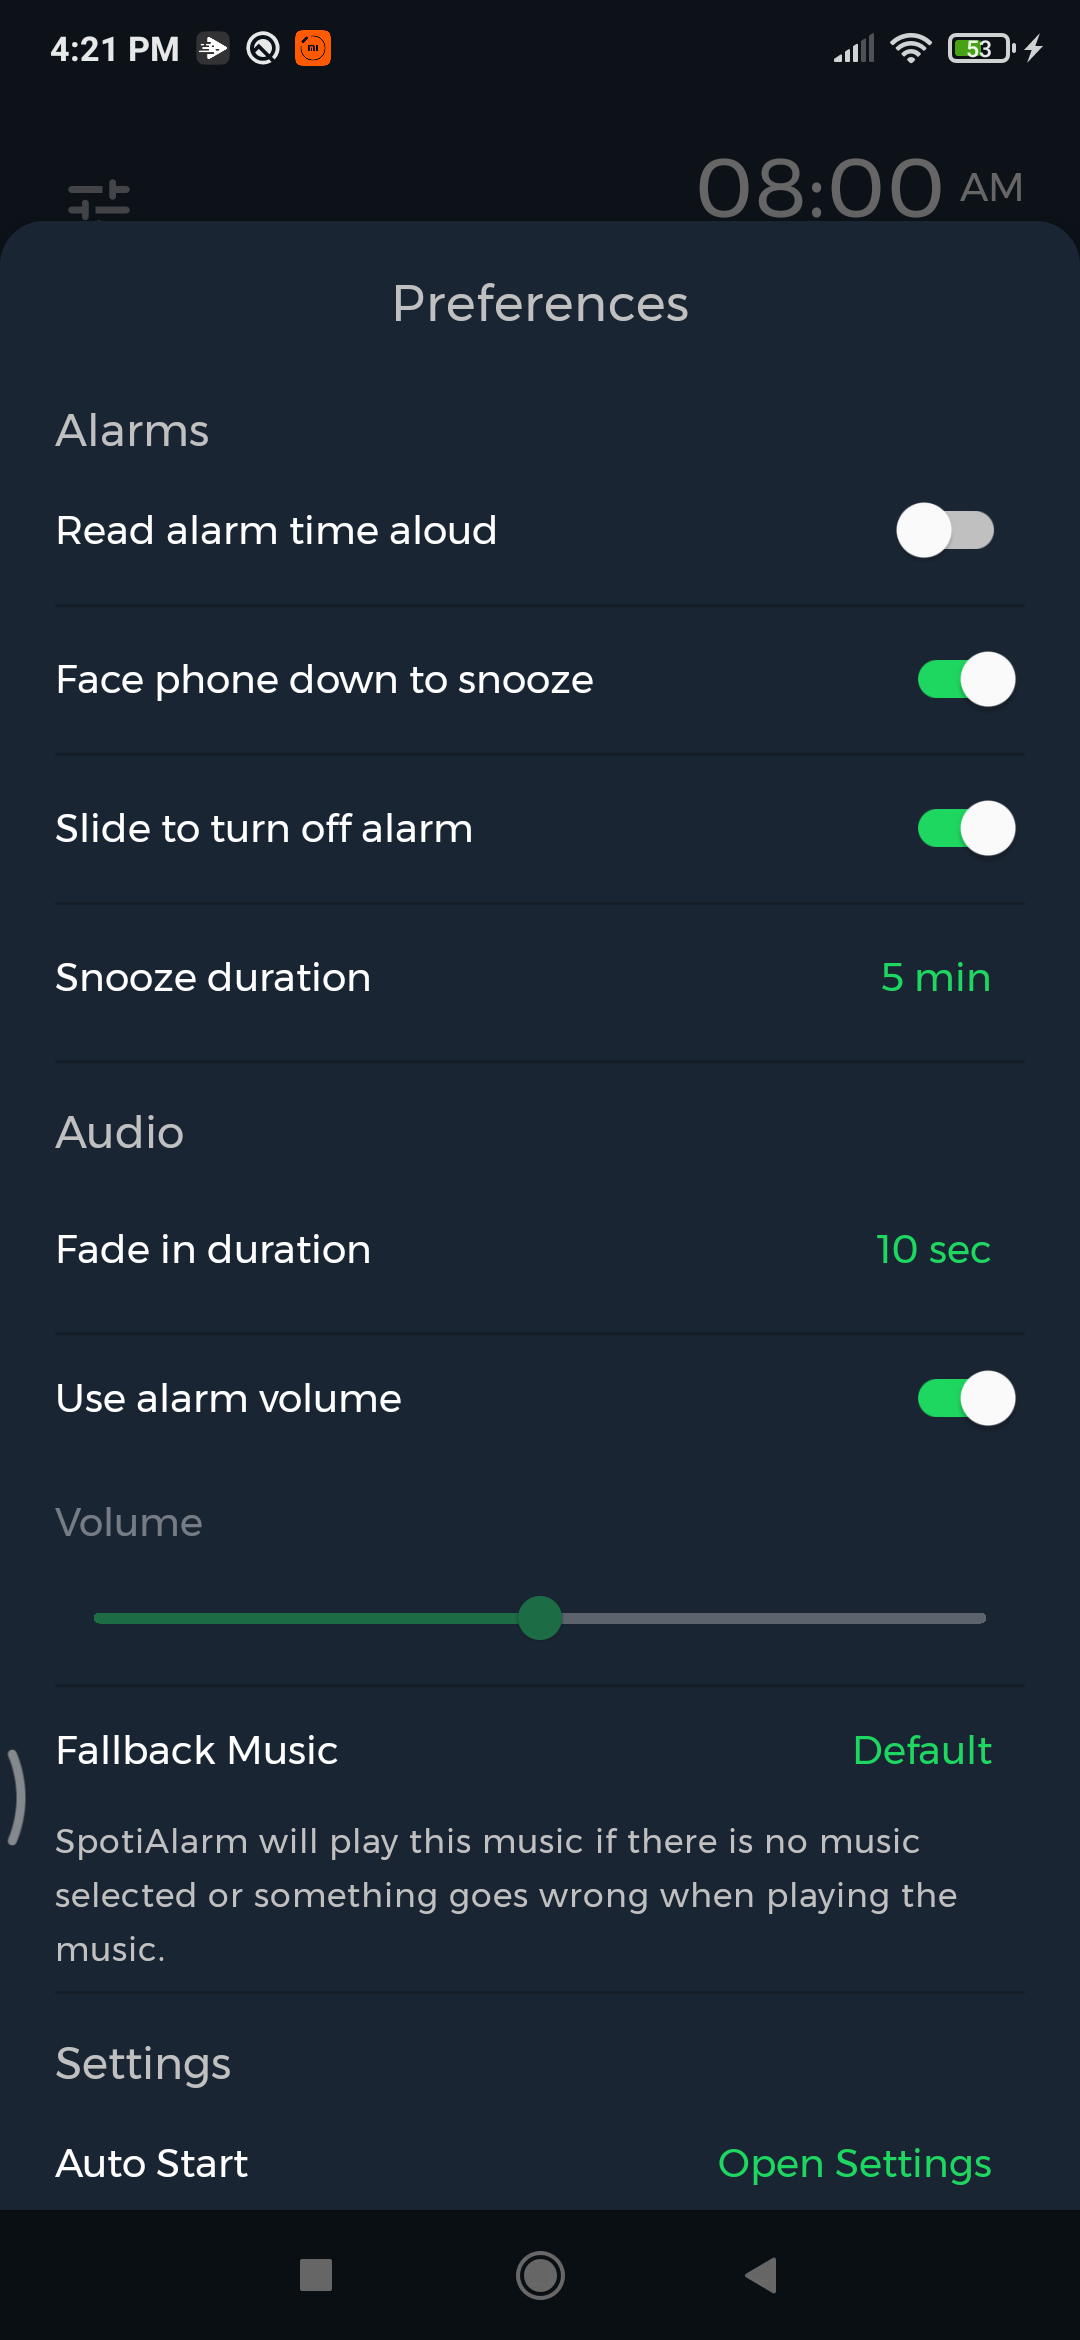 4:21 PM
53
08:00 AM
Preferences
Alarms
Read alarm time aloud
Face phone down to snooze
Slide to turn off alarm
Snooze duration 5 min
Audio
Fade in duration 10 sec
Use alarm volume
Volume
Fallback Music Default
SpotiAlarm will play this music if there is no music
selected or something goes wrong when playing the
music.
Settings
Auto Start Open Settings